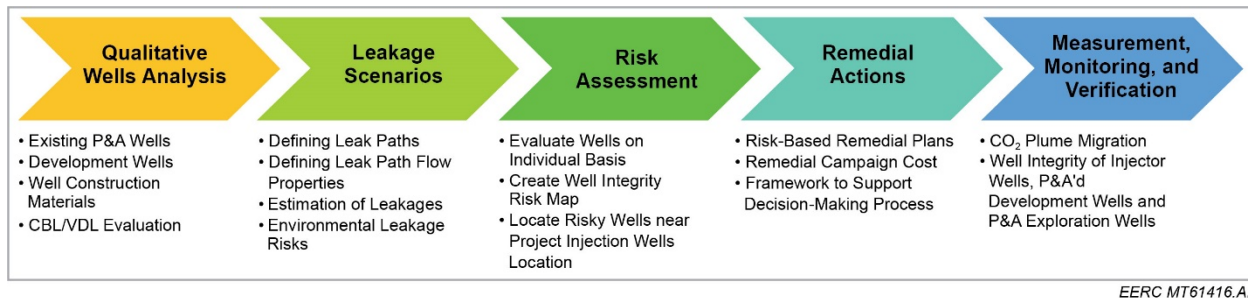 Qualitative
Wells Analysis
• Existing P&A Wells
• Development Wells
• Well Construction
Materials
• CBL/VDL Evaluation
Leakage
Scenarios
• Defining Leak Paths
• Defining Leak Path Flow
Properties
• Estimation of Leakages
• Environmental Leakage
Risks
Risk
Assessment
• Evaluate Wells on
Individual Basis
• Create Well Integrity
Risk Map
• Locate Risky Wells near
Project Injection Wells
Location
Remedial
Actions
• Risk-Based Remedial Plans
• Remedial Campaign Cost
• Framework to Support
Decision-Making Process
Measurement,
Monitoring, and
Verification
• CO₂ Plume Migration
• Well Integrity of Injector
Wells, P&A'd
Development Wells and
P&A Exploration Wells
EERC MT61416.A